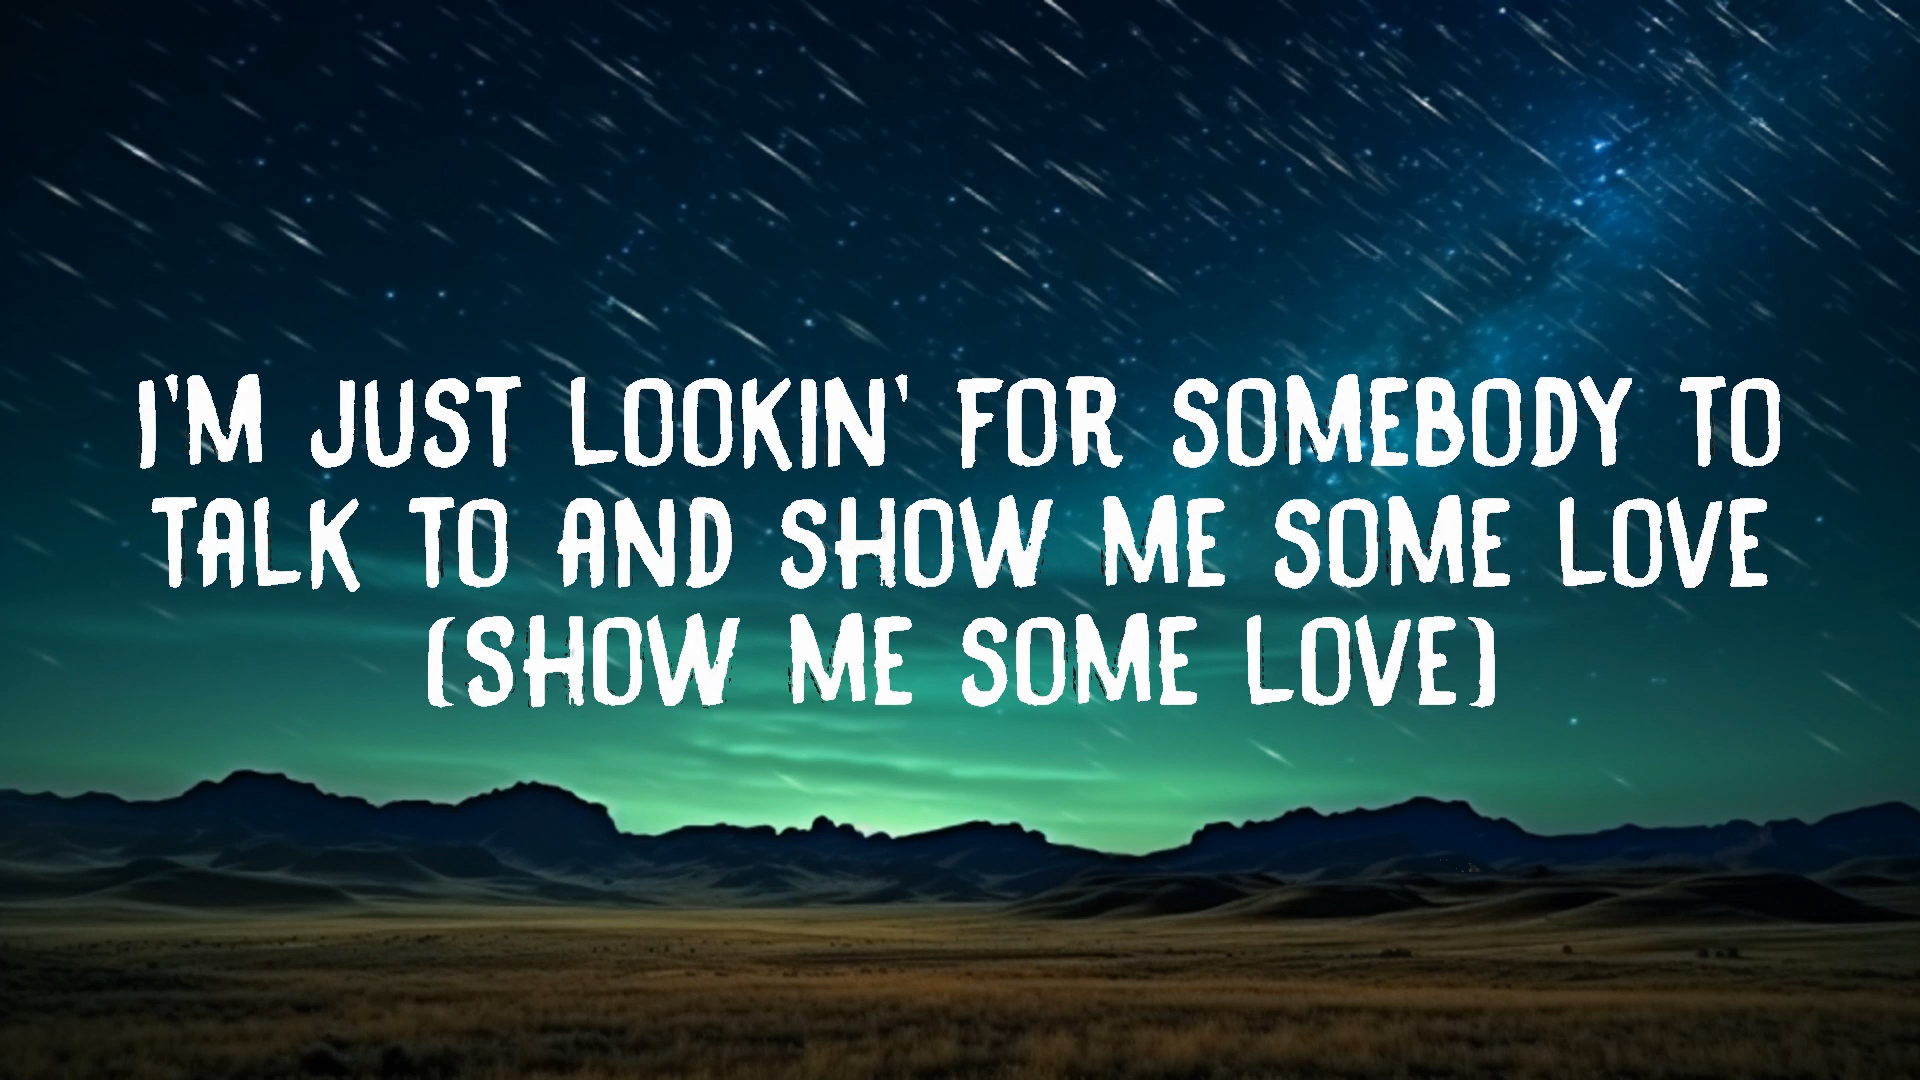 I'M JUST LOOKIN' FOR SOMEBODY TO
TALK TO AND SHOW ME SOME LOVE
(SHOW ME SOME LOVE)